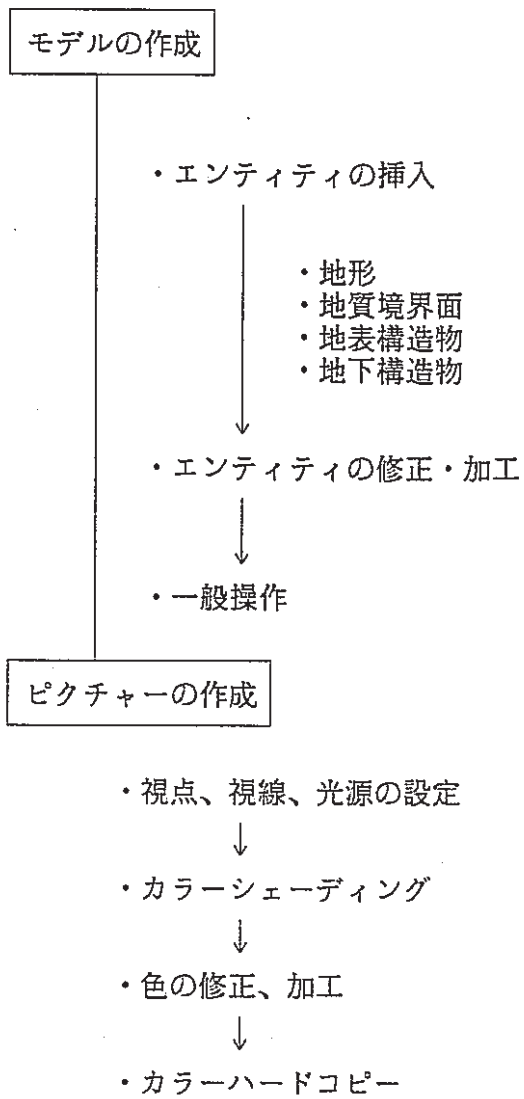 モデルの作成
・エンティティの挿入
・地形
・地質境界面
・地表構造物
・地下構造物
・エンティティの修正・加工
・一般操作
ピクチャーの作成
・視点、視線、光源の設定
・カラーシェーディング
・色の修正、加工
・カラーハードコピー